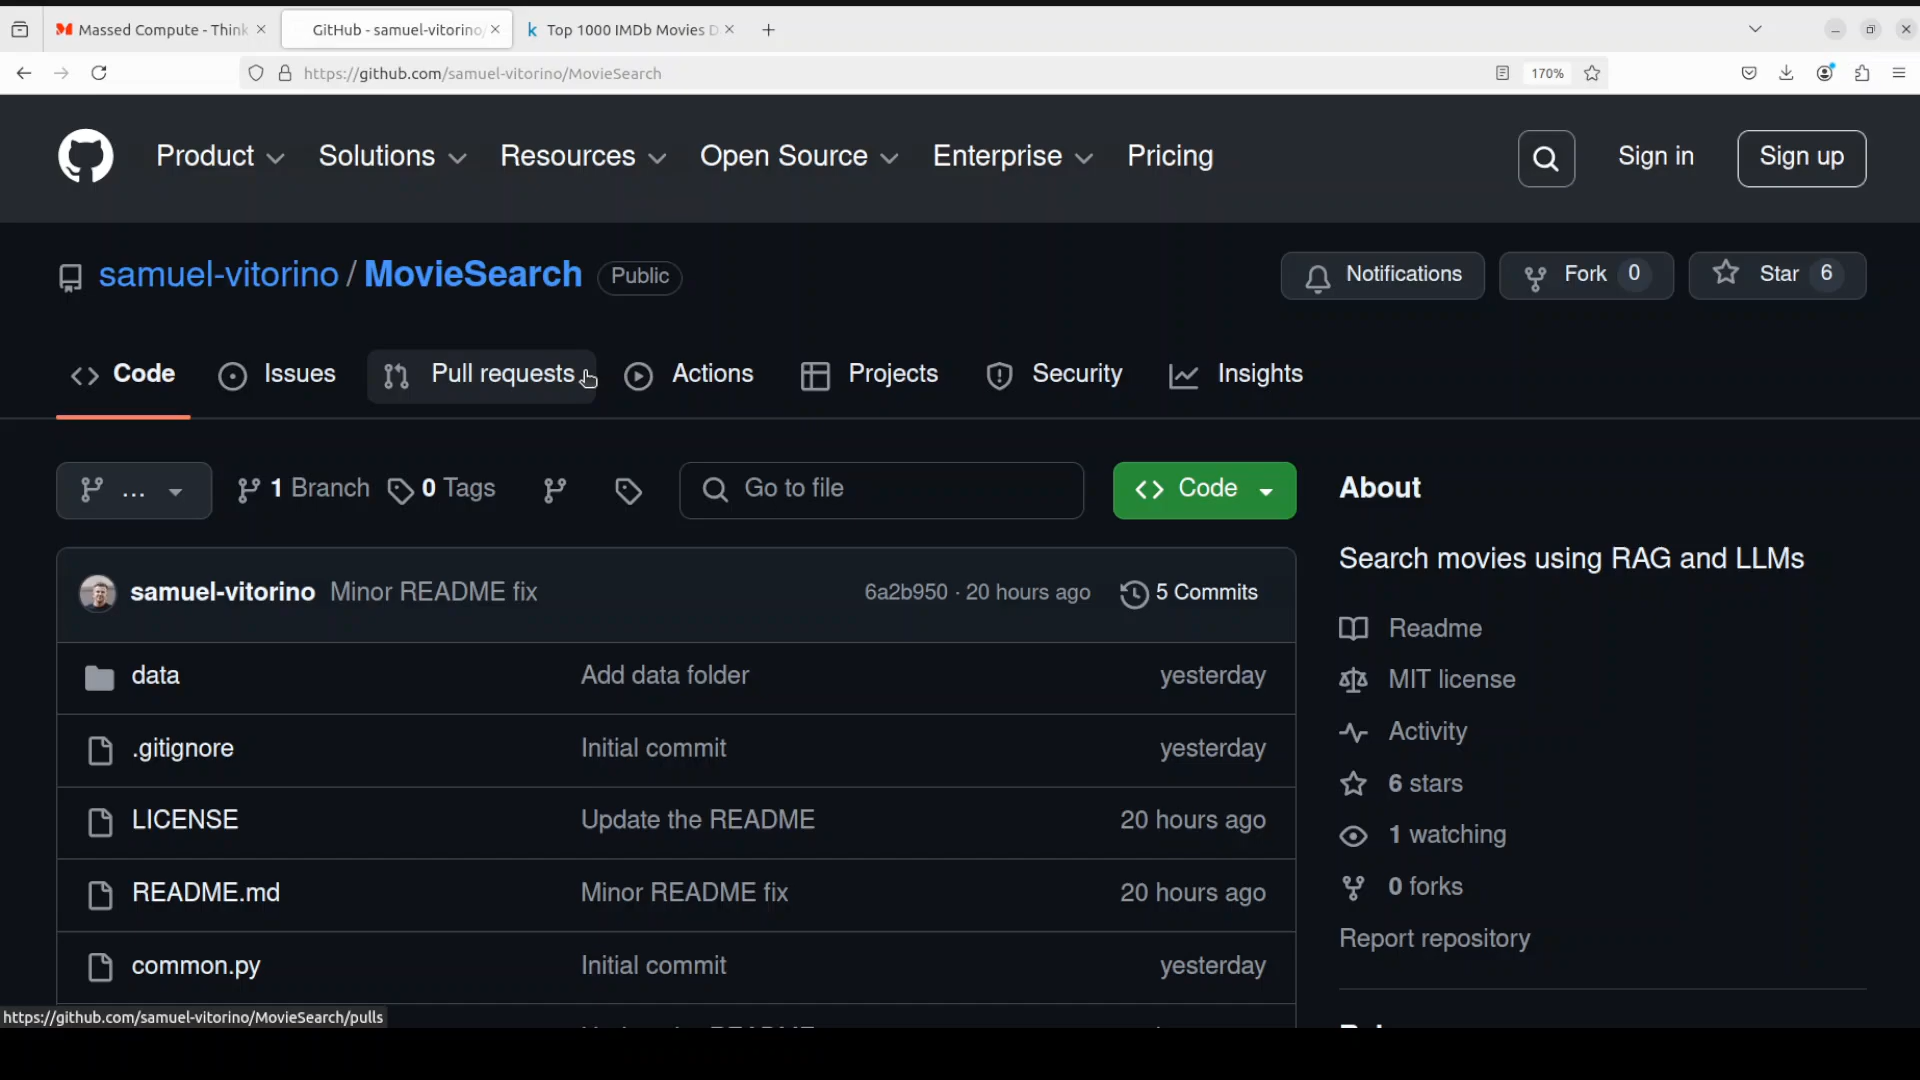 Massed Compute - Think
GitHub - samuel-vitorino/
k Top 1000 IMDb Movies D
https://github.com/samuel-vitorino/MovieSearch
170%
Product
Solutions
Resources
Open Source
Enterprise
Pricing
Sign in
Sign up
samuel-vitorino / MovieSearch
Public
Notifications
Fork 0
Star 6
Code
Issues
Pull requests
Actions
Projects
Security
Insights
...
1 Branch
0 Tags
Go to file
Code
About
Search movies using RAG and LLMs
samuel-vitorino Minor README fix 6a2b950 · 20 hours ago 5 Commits
data Add data folder yesterday
.gitignore Initial commit yesterday
LICENSE Update the README 20 hours ago
README.md Minor README fix 20 hours ago
common.py Initial commit yesterday
Readme
MIT license
Activity
6 stars
1 watching
0 forks
Report repository
https://github.com/samuel-vitorino/MovieSearch/pulls